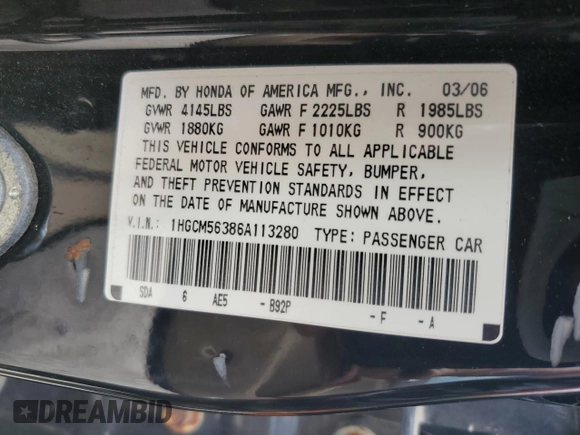 MFD. BY HONDA OF AMERICA MFG., INC. 03/06
GVWR 4145LBS GAWR F 2225LBS R 1985LBS
GVWR 1880KG GAWR F 1010KG R 900KG
THIS VEHICLE CONFORMS TO ALL APPLICABLE
FEDERAL MOTOR VEHICLE SAFETY, BUMPER,
AND THEFT PREVENTION STANDARDS IN EFFECT
ON THE DATE OF MANUFACTURE SHOWN ABOVE.
V.I.N.: 1HGCM56386A113280 TYPE: PASSENGER CAR
SDA 6 AE5 - B92P - F - A
DREAMBID